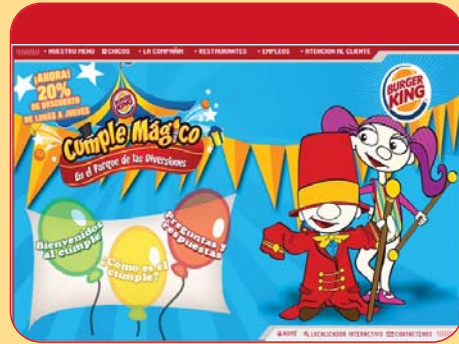 • NUESTRO MENU CHICOS • LA COMPAÑIA • RESTAURANTES • EMPLEOS • ATENCION AL CLIENTE
¡AHORA!
20%
DE DESCUENTO
DE LUNES A JUEVES
BURGER KING
Cumple Mágico
En el Parque de las Diversiones
BURGER
KING
Bienvenidos
al cumple
¿Cómo es el
cumple?
Preguntas y
respuestas
HOME LOCALIZADOR INTERACTIVO CONTACTENOS